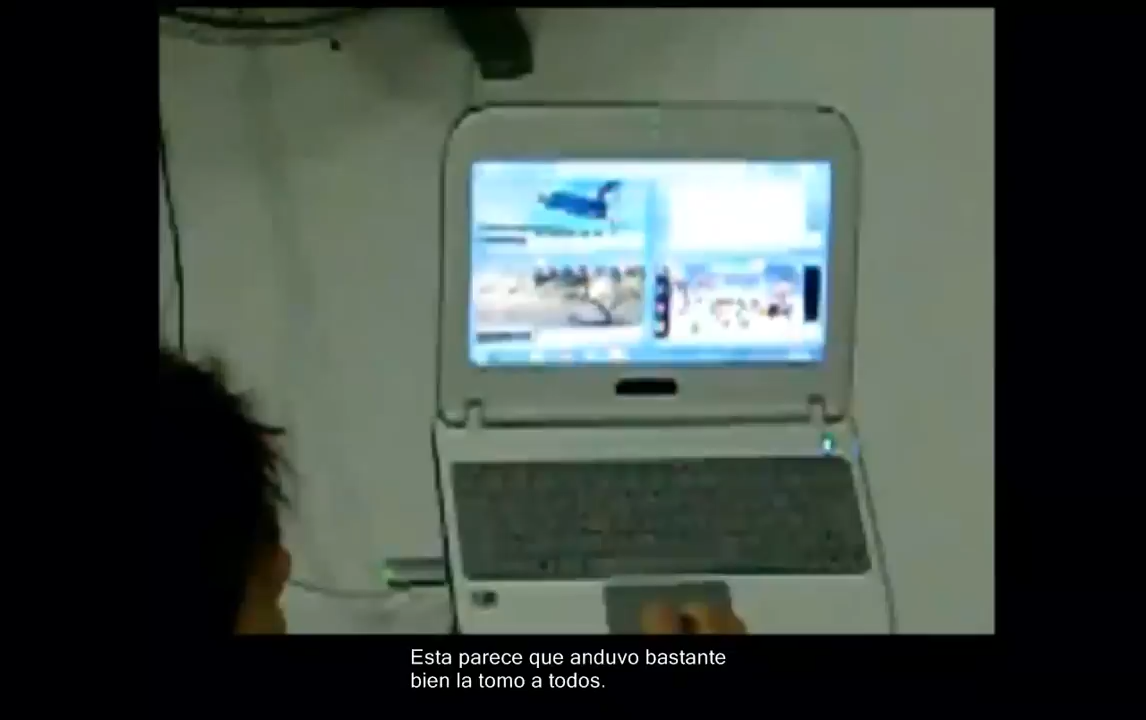 Esta parece que anduvo bastante
bien la tomo a todos.